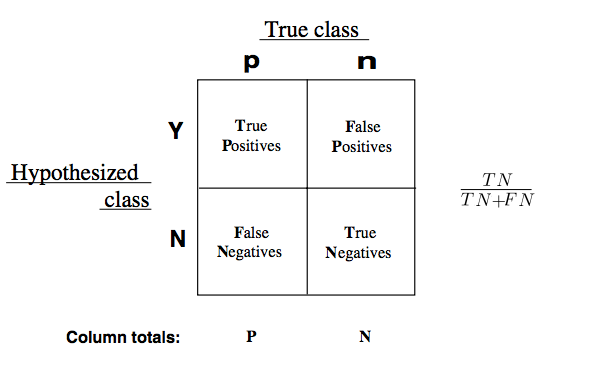 True class
p n
Y
True False
Positives Positives
Hypothesized
class
TN
TN+FN
N
False True
Negatives Negatives
Column totals: P N